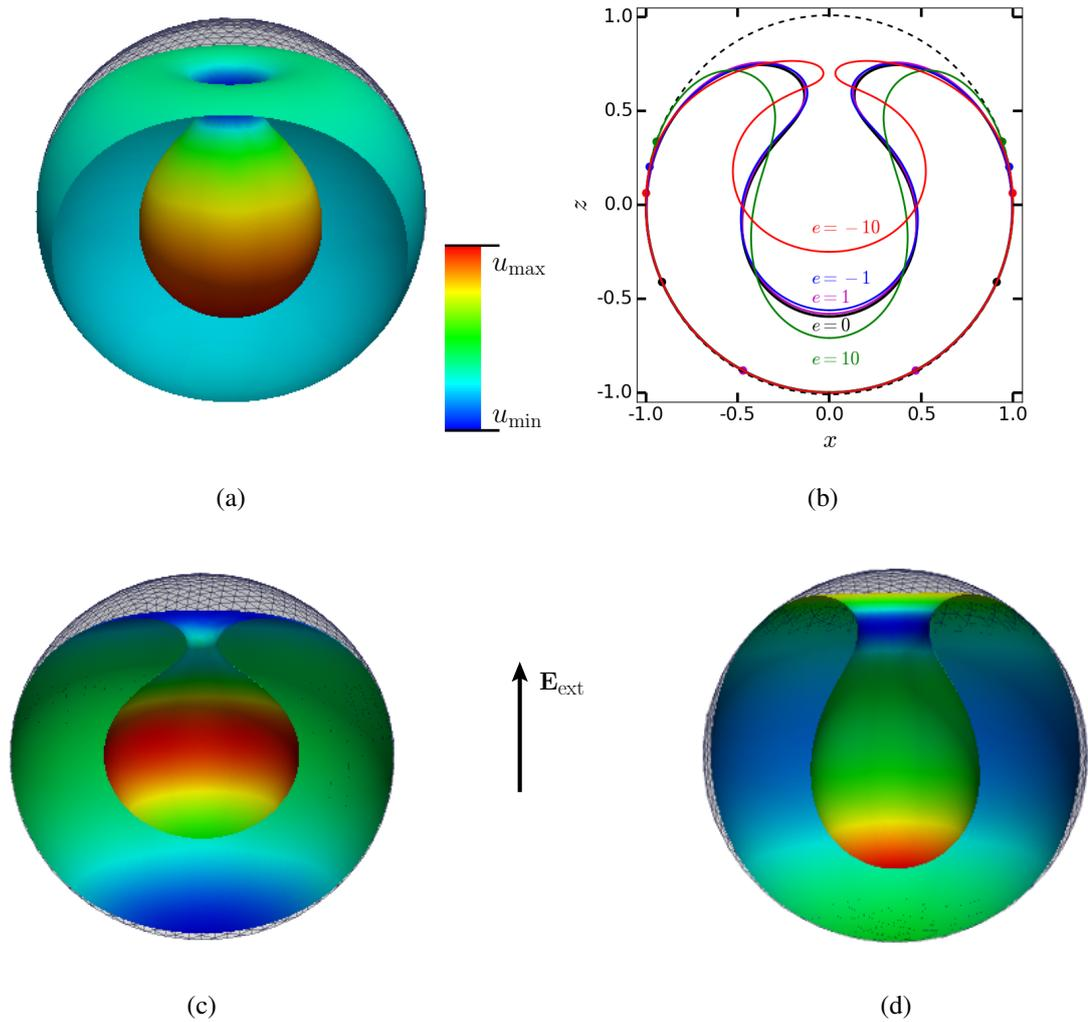 u_max
u_min
(a)
1.0
0.5
0.0
-0.5
-1.0
z
e = −10
e = −1
e = 1
e = 0
e = 10
-1.0 -0.5 0.0 0.5 1.0
x
(b)
E_ext
(c)
(d)